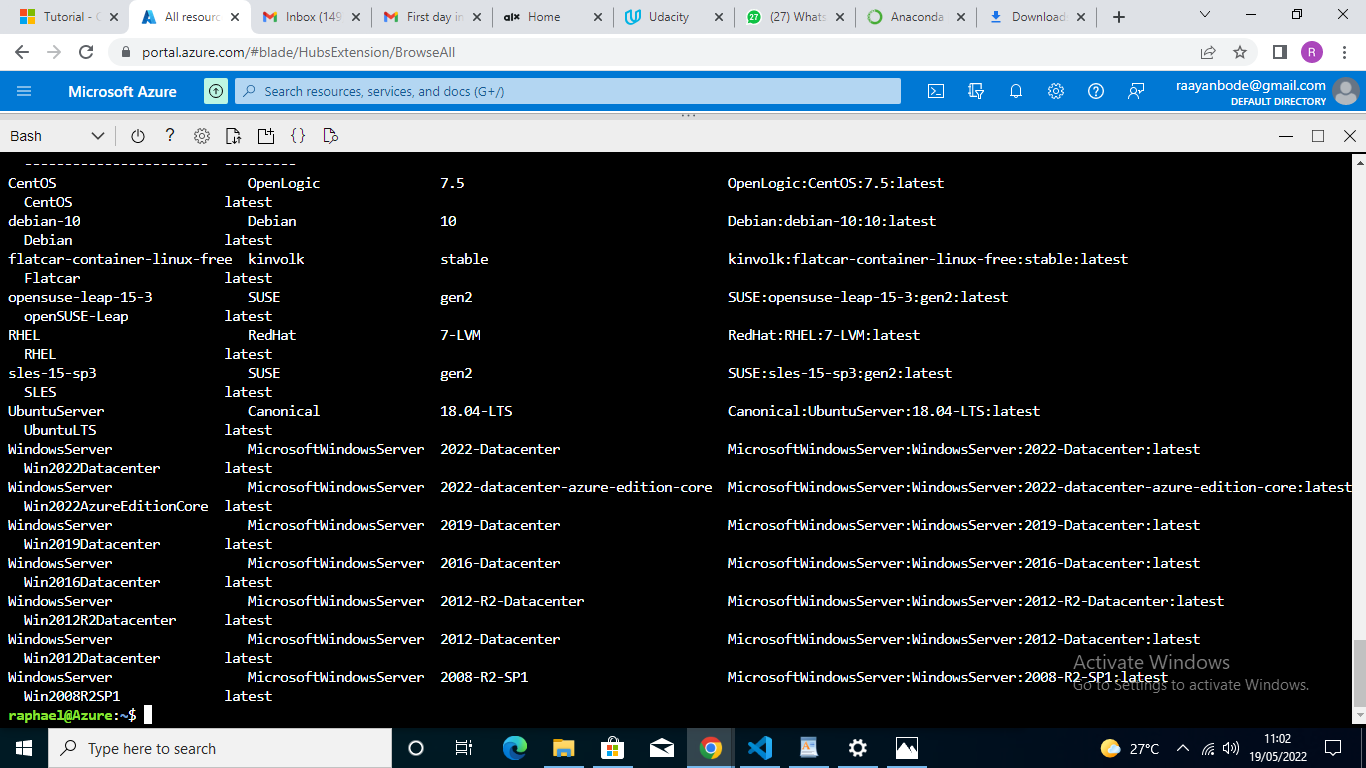 Tutorial - C
All resourc
Inbox (149
First day in
alx Home
Udacity
27 (27) Whats
Anaconda
Download
portal.azure.com/#blade/HubsExtension/BrowseAll
R
Microsoft Azure
Search resources, services, and docs (G+/)
raayanbode@gmail.com
DEFAULT DIRECTORY
Bash
----------------------- ---------
CentOS OpenLogic 7.5 OpenLogic:CentOS:7.5:latest
CentOS latest
debian-10 Debian 10 Debian:debian-10:10:latest
Debian latest
flatcar-container-linux-free kinvolk stable kinvolk:flatcar-container-linux-free:stable:latest
Flatcar latest
opensuse-leap-15-3 SUSE gen2 SUSE:opensuse-leap-15-3:gen2:latest
openSUSE-Leap latest
RHEL RedHat 7-LVM RedHat:RHEL:7-LVM:latest
RHEL latest
sles-15-sp3 SUSE gen2 SUSE:sles-15-sp3:gen2:latest
SLES latest
UbuntuServer Canonical 18.04-LTS Canonical:UbuntuServer:18.04-LTS:latest
UbuntuLTS latest
WindowsServer MicrosoftWindowsServer 2022-Datacenter MicrosoftWindowsServer:WindowsServer:2022-Datacenter:latest
Win2022Datacenter latest
WindowsServer MicrosoftWindowsServer 2022-datacenter-azure-edition-core MicrosoftWindowsServer:WindowsServer:2022-datacenter-azure-edition-core:latest
Win2022AzureEditionCore latest
WindowsServer MicrosoftWindowsServer 2019-Datacenter MicrosoftWindowsServer:WindowsServer:2019-Datacenter:latest
Win2019Datacenter latest
WindowsServer MicrosoftWindowsServer 2016-Datacenter MicrosoftWindowsServer:WindowsServer:2016-Datacenter:latest
Win2016Datacenter latest
WindowsServer MicrosoftWindowsServer 2012-R2-Datacenter MicrosoftWindowsServer:WindowsServer:2012-R2-Datacenter:latest
Win2012R2Datacenter latest
WindowsServer MicrosoftWindowsServer 2012-Datacenter MicrosoftWindowsServer:WindowsServer:2012-Datacenter:latest
Win2012Datacenter latest
WindowsServer MicrosoftWindowsServer 2008-R2-SP1 MicrosoftWindowsServer:WindowsServer:2008-R2-SP1:latest
Win2008R2SP1 latest
raphael@Azure:~$
Activate Windows
Go to Settings to activate Windows.
Type here to search
27°C
11:02
19/05/2022